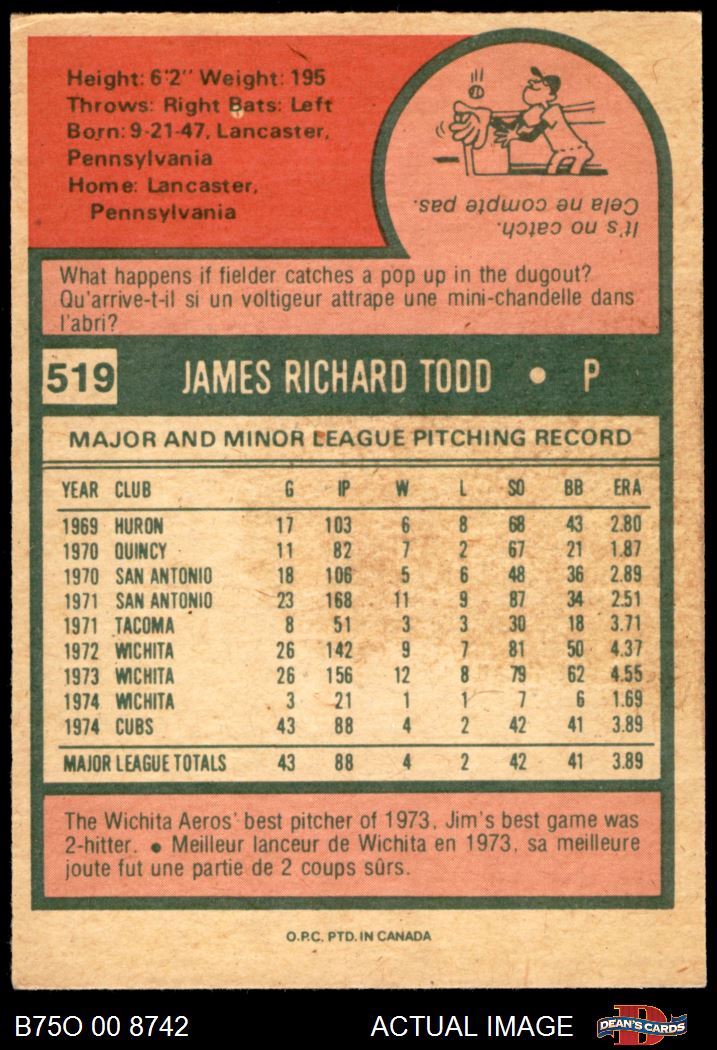 Height: 6'2" Weight: 195
Throws: Right Bats: Left
Born: 9-21-47, Lancaster,
Pennsylvania
Home: Lancaster,
Pennsylvania
It's no catch.
Cela ne compte pas.
What happens if fielder catches a pop up in the dugout?
Qu'arrive-t-il si un voltigeur attrape une mini-chandelle dans
l'abri?
519 JAMES RICHARD TODD • P
MAJOR AND MINOR LEAGUE PITCHING RECORD
YEAR CLUB G IP W L SO BB ERA
1969 HURON 17 103 6 8 68 43 2.80
1970 QUINCY 11 82 7 2 67 21 1.87
1970 SAN ANTONIO 18 106 5 6 48 36 2.89
1971 SAN ANTONIO 23 168 11 9 87 34 2.51
1971 TACOMA 8 51 3 3 30 18 3.71
1972 WICHITA 26 142 9 7 81 50 4.37
1973 WICHITA 26 156 12 8 79 62 4.55
1974 WICHITA 3 21 1 1 7 6 1.69
1974 CUBS 43 88 4 2 42 41 3.89
MAJOR LEAGUE TOTALS 43 88 4 2 42 41 3.89
The Wichita Aeros' best pitcher of 1973, Jim's best game was
2-hitter. • Meilleur lanceur de Wichita en 1973, sa meilleure
joute fut une partie de 2 coups sûrs.
O.P.C. PTD. IN CANADA
B75O 00 8742 ACTUAL IMAGE D DEAN'S CARDS